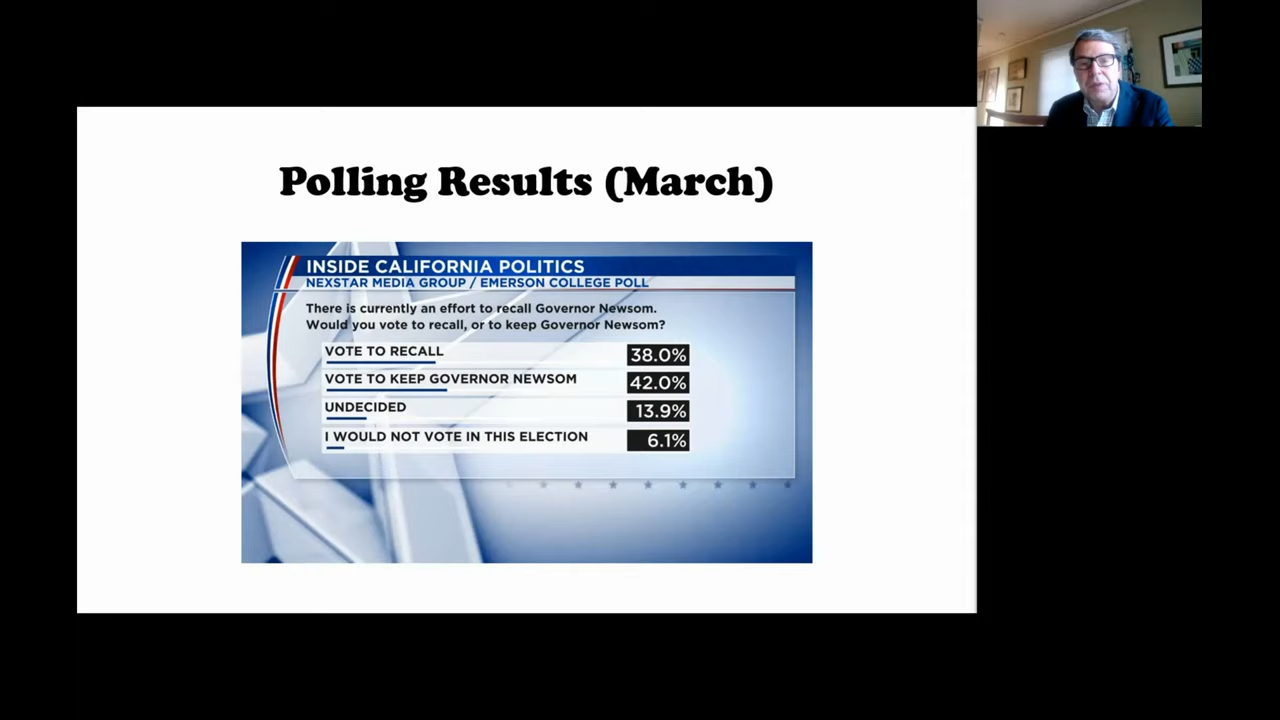 Polling Results (March)
INSIDE CALIFORNIA POLITICS
NEXSTAR MEDIA GROUP / EMERSON COLLEGE POLL
There is currently an effort to recall Governor Newsom.
Would you vote to recall, or to keep Governor Newsom?
VOTE TO RECALL 38.0%
VOTE TO KEEP GOVERNOR NEWSOM 42.0%
UNDECIDED 13.9%
I WOULD NOT VOTE IN THIS ELECTION 6.1%